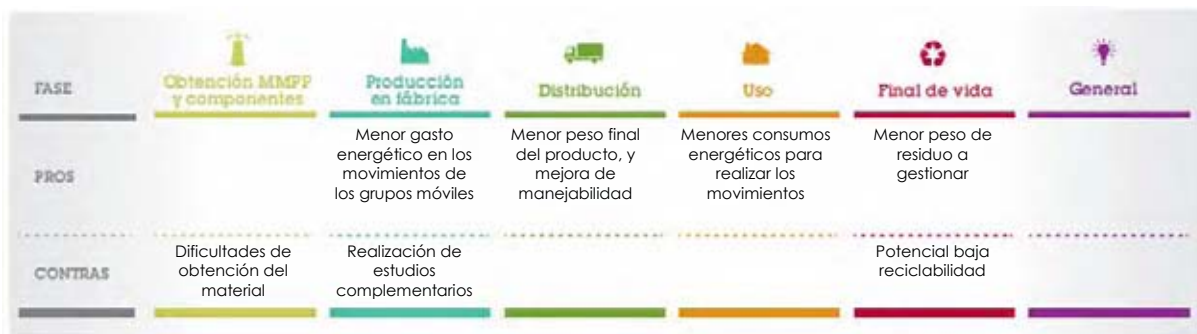 FASE
Obtención MMPP
y componentes
Producción
en fábrica
Distribución
Uso
Final de vida
General
PROS
Menor gasto
energético en los
movimientos de
los grupos móviles
Menor peso final
del producto, y
mejora de
manejabilidad
Menores consumos
energéticos para
realizar los
movimientos
Menor peso de
residuo a
gestionar
CONTRAS
Dificultades de
obtención del
material
Realización de
estudios
complementarios
Potencial baja
reciclabilidad